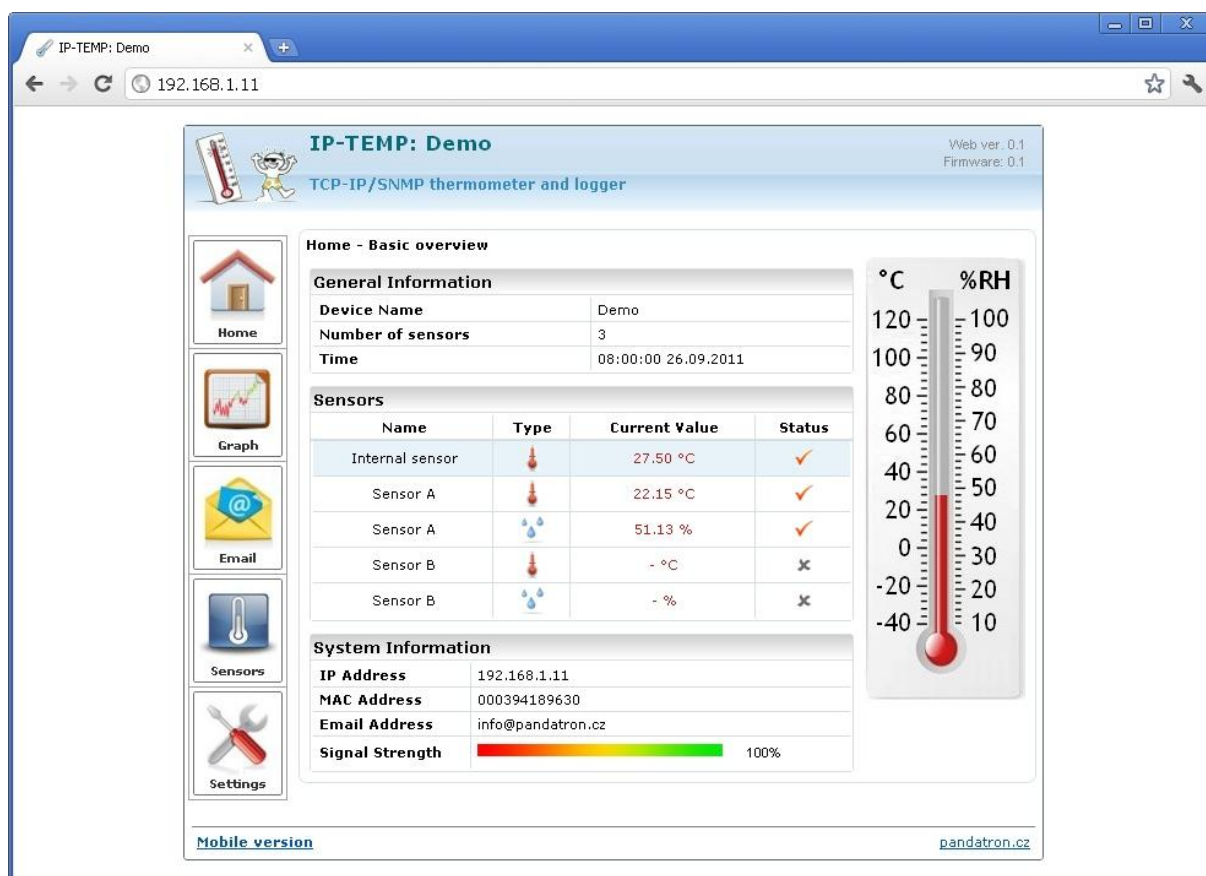 IP-TEMP: Demo
192.168.1.11
IP-TEMP: Demo
Web ver. 0.1
Firmware: 0.1
TCP-IP/SNMP thermometer and logger
Home
Graph
@
Email
Sensors
Settings
Home - Basic overview
General Information
Device Name Demo
Number of sensors 3
Time 08:00:00 26.09.2011
Sensors
Name Type Current Value Status
Internal sensor 27.50 °C
Sensor A 22.15 °C
Sensor A 51.13 %
Sensor B - °C
Sensor B - %
System Information
IP Address 192.168.1.11
MAC Address 000394189630
Email Address info@pandatron.cz
Signal Strength 100%
°C %RH
120 100
100 90
80 80
60 70
40 60
20 50
0 40
-20 30
-40 20
10
Mobile version pandatron.cz